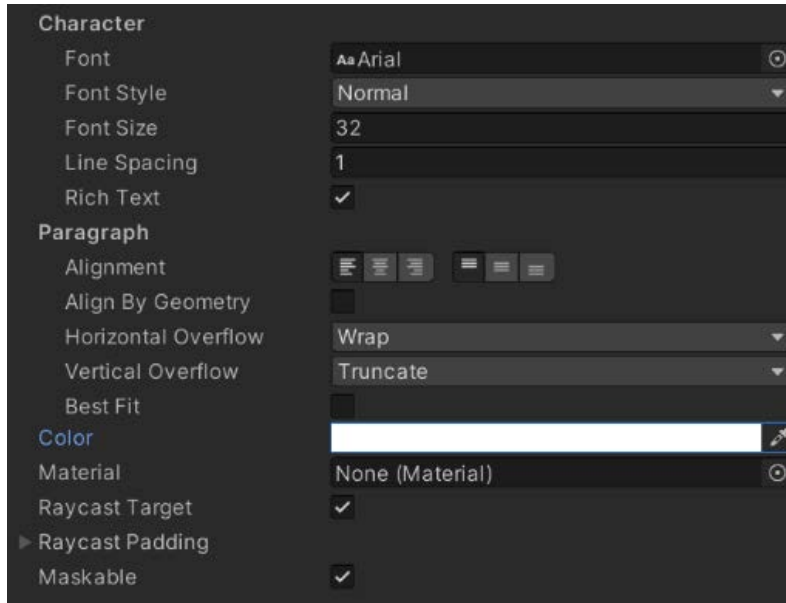 Character
Font Aa Arial
Font Style Normal
Font Size 32
Line Spacing 1
Rich Text
Paragraph
Alignment
Align By Geometry
Horizontal Overflow Wrap
Vertical Overflow Truncate
Best Fit
Color
Material None (Material)
Raycast Target
Raycast Padding
Maskable